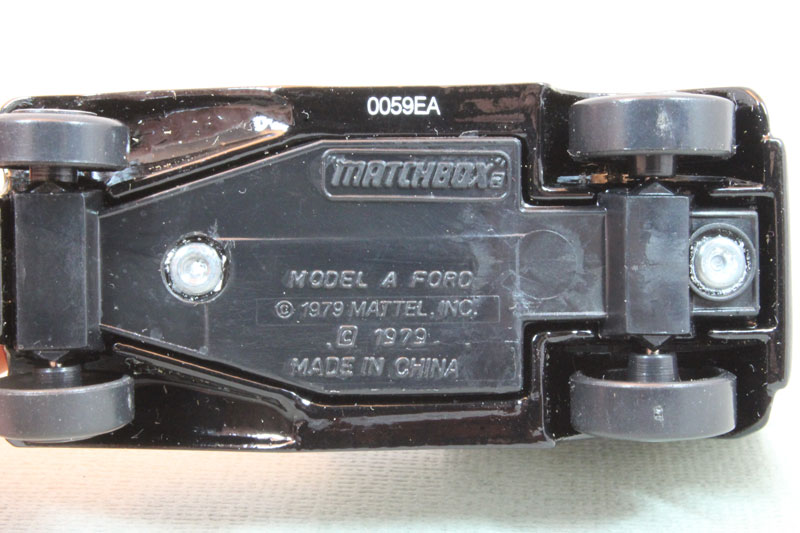 0059EA
MATCHBOX
MODEL A FORD
© 1979 MATTEL, INC.
© 1979
MADE IN CHINA